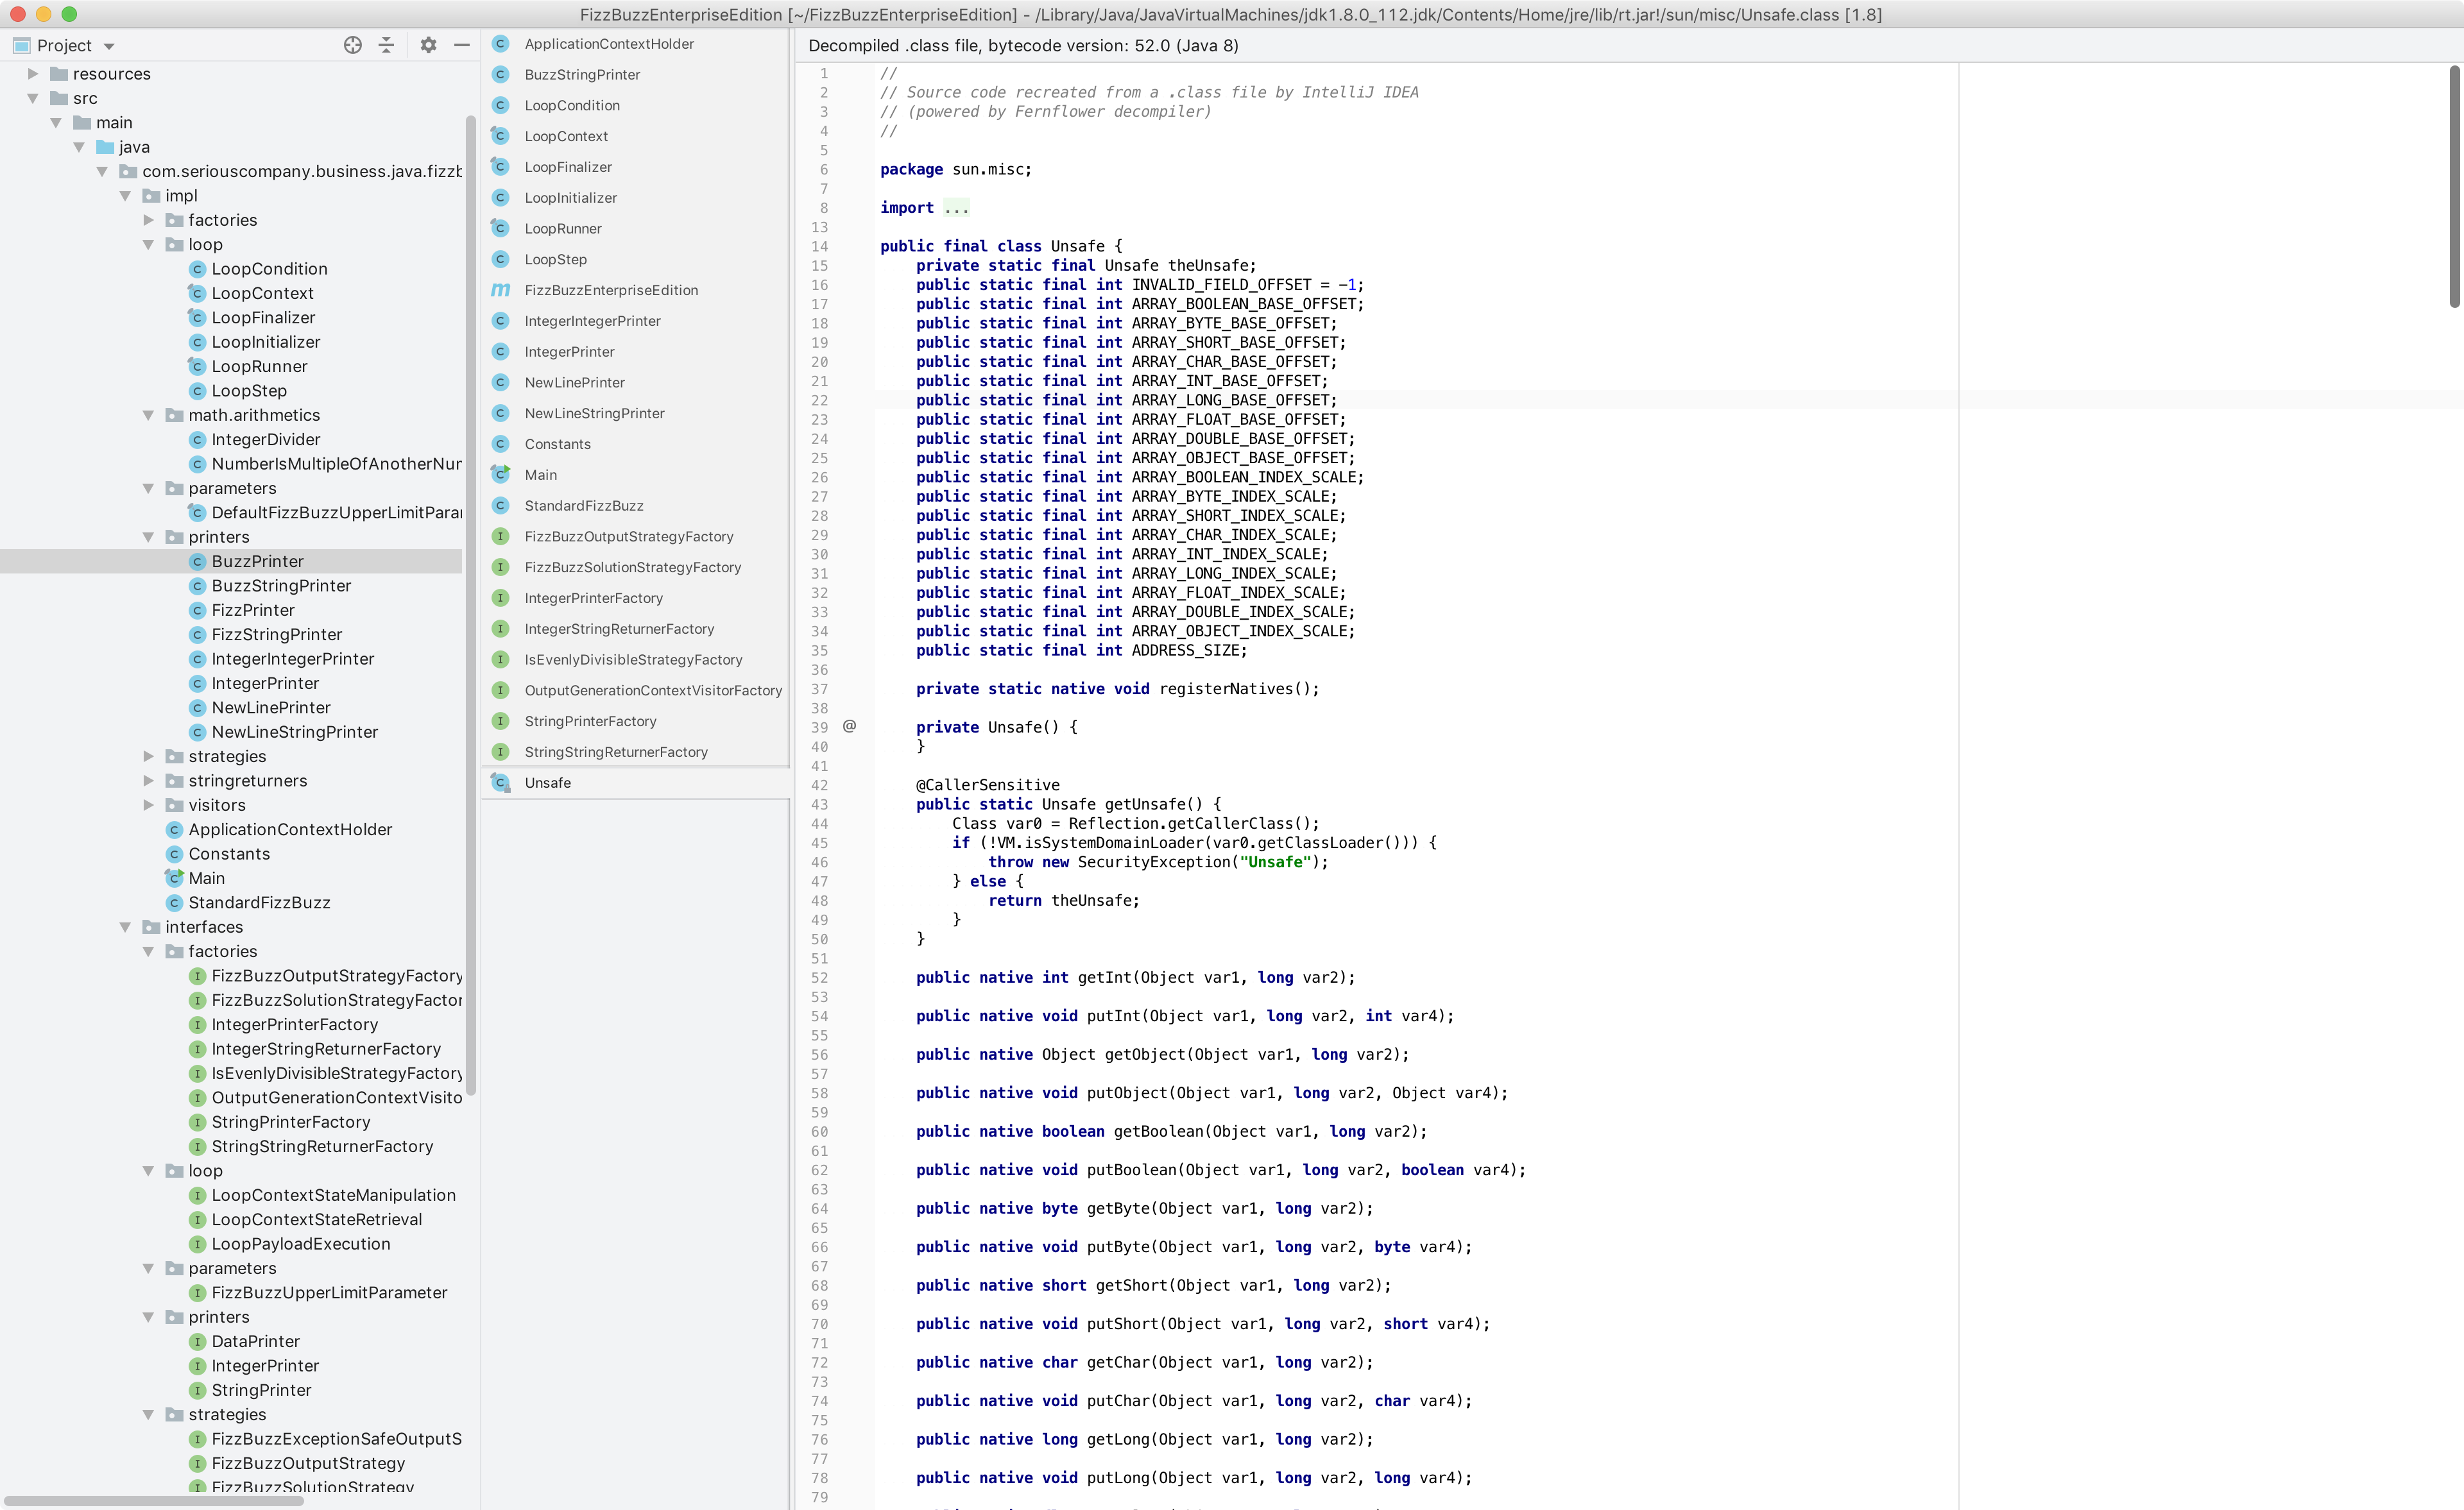 FizzBuzzEnterpriseEdition [~/FizzBuzzEnterpriseEdition] - /Library/Java/JavaVirtualMachines/jdk1.8.0_112.jdk/Contents/Home/jre/lib/rt.jar!/sun/misc/Unsafe.class [1.8]
Project
resources
src
main
java
com.seriouscompany.business.java.fizzb
impl
factories
loop
LoopCondition
LoopContext
LoopFinalizer
LoopInitializer
LoopRunner
LoopStep
math.arithmetics
IntegerDivider
NumberIsMultipleOfAnotherNur
parameters
DefaultFizzBuzzUpperLimitParar
printers
BuzzPrinter
BuzzStringPrinter
FizzPrinter
FizzStringPrinter
IntegerIntegerPrinter
IntegerPrinter
NewLinePrinter
NewLineStringPrinter
strategies
stringreturners
visitors
ApplicationContextHolder
Constants
Main
StandardFizzBuzz
interfaces
factories
FizzBuzzOutputStrategyFactory
FizzBuzzSolutionStrategyFactor
IntegerPrinterFactory
IntegerStringReturnerFactory
IsEvenlyDivisibleStrategyFactory
OutputGenerationContextVisito
StringPrinterFactory
StringStringReturnerFactory
loop
LoopContextStateManipulation
LoopContextStateRetrieval
LoopPayloadExecution
parameters
FizzBuzzUpperLimitParameter
printers
DataPrinter
IntegerPrinter
StringPrinter
strategies
FizzBuzzExceptionSafeOutputS
FizzBuzzOutputStrategy
FizzBuzzSolutionStrategy
ApplicationContextHolder
BuzzStringPrinter
LoopCondition
LoopContext
LoopFinalizer
LoopInitializer
LoopRunner
LoopStep
m FizzBuzzEnterpriseEdition
IntegerIntegerPrinter
IntegerPrinter
NewLinePrinter
NewLineStringPrinter
Constants
Main
StandardFizzBuzz
FizzBuzzOutputStrategyFactory
FizzBuzzSolutionStrategyFactory
IntegerPrinterFactory
IntegerStringReturnerFactory
IsEvenlyDivisibleStrategyFactory
OutputGenerationContextVisitorFactory
StringPrinterFactory
StringStringReturnerFactory
Unsafe
Decompiled .class file, bytecode version: 52.0 (Java 8)
1 //
2 // Source code recreated from a .class file by IntelliJ IDEA
3 // (powered by Fernflower decompiler)
4 //
5
6 package sun.misc;
7
8 import ...
13
14 public final class Unsafe {
15 private static final Unsafe theUnsafe;
16 public static final int INVALID_FIELD_OFFSET = -1;
17 public static final int ARRAY_BOOLEAN_BASE_OFFSET;
18 public static final int ARRAY_BYTE_BASE_OFFSET;
19 public static final int ARRAY_SHORT_BASE_OFFSET;
20 public static final int ARRAY_CHAR_BASE_OFFSET;
21 public static final int ARRAY_INT_BASE_OFFSET;
22 public static final int ARRAY_LONG_BASE_OFFSET;
23 public static final int ARRAY_FLOAT_BASE_OFFSET;
24 public static final int ARRAY_DOUBLE_BASE_OFFSET;
25 public static final int ARRAY_OBJECT_BASE_OFFSET;
26 public static final int ARRAY_BOOLEAN_INDEX_SCALE;
27 public static final int ARRAY_BYTE_INDEX_SCALE;
28 public static final int ARRAY_SHORT_INDEX_SCALE;
29 public static final int ARRAY_CHAR_INDEX_SCALE;
30 public static final int ARRAY_INT_INDEX_SCALE;
31 public static final int ARRAY_LONG_INDEX_SCALE;
32 public static final int ARRAY_FLOAT_INDEX_SCALE;
33 public static final int ARRAY_DOUBLE_INDEX_SCALE;
34 public static final int ARRAY_OBJECT_INDEX_SCALE;
35 public static final int ADDRESS_SIZE;
36
37 private static native void registerNatives();
38
39 @ private Unsafe() {
40 }
41
42 @CallerSensitive
43 public static Unsafe getUnsafe() {
44 Class var0 = Reflection.getCallerClass();
45 if (!VM.isSystemDomainLoader(var0.getClassLoader())) {
46 throw new SecurityException("Unsafe");
47 } else {
48 return theUnsafe;
49 }
50 }
51
52 public native int getInt(Object var1, long var2);
53
54 public native void putInt(Object var1, long var2, int var4);
55
56 public native Object getObject(Object var1, long var2);
57
58 public native void putObject(Object var1, long var2, Object var4);
59
60 public native boolean getBoolean(Object var1, long var2);
61
62 public native void putBoolean(Object var1, long var2, boolean var4);
63
64 public native byte getByte(Object var1, long var2);
65
66 public native void putByte(Object var1, long var2, byte var4);
67
68 public native short getShort(Object var1, long var2);
69
70 public native void putShort(Object var1, long var2, short var4);
71
72 public native char getChar(Object var1, long var2);
73
74 public native void putChar(Object var1, long var2, char var4);
75
76 public native long getLong(Object var1, long var2);
77
78 public native void putLong(Object var1, long var2, long var4);
79